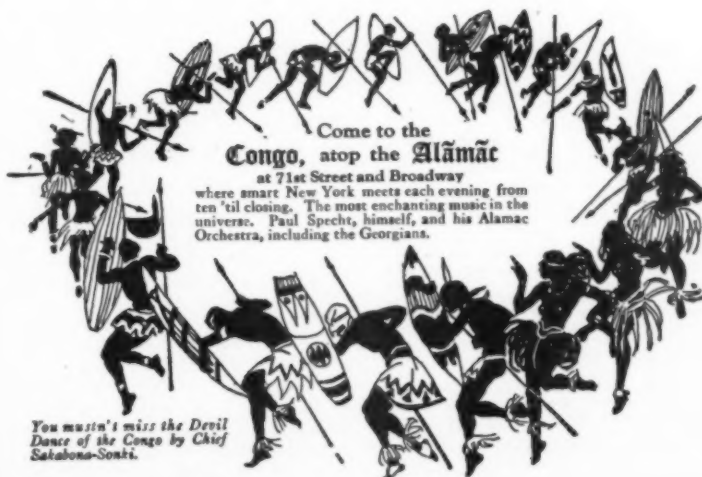 Come to the
Congo, atop the Alāmāc
at 71st Street and Broadway
where smart New York meets each evening from
ten 'til closing. The most enchanting music in the
universe. Paul Specht, himself, and his Alamac
Orchestra, including the Georgians.
You mustn't miss the Devil
Dance of the Congo by Chief
Sakabona-Sonki.